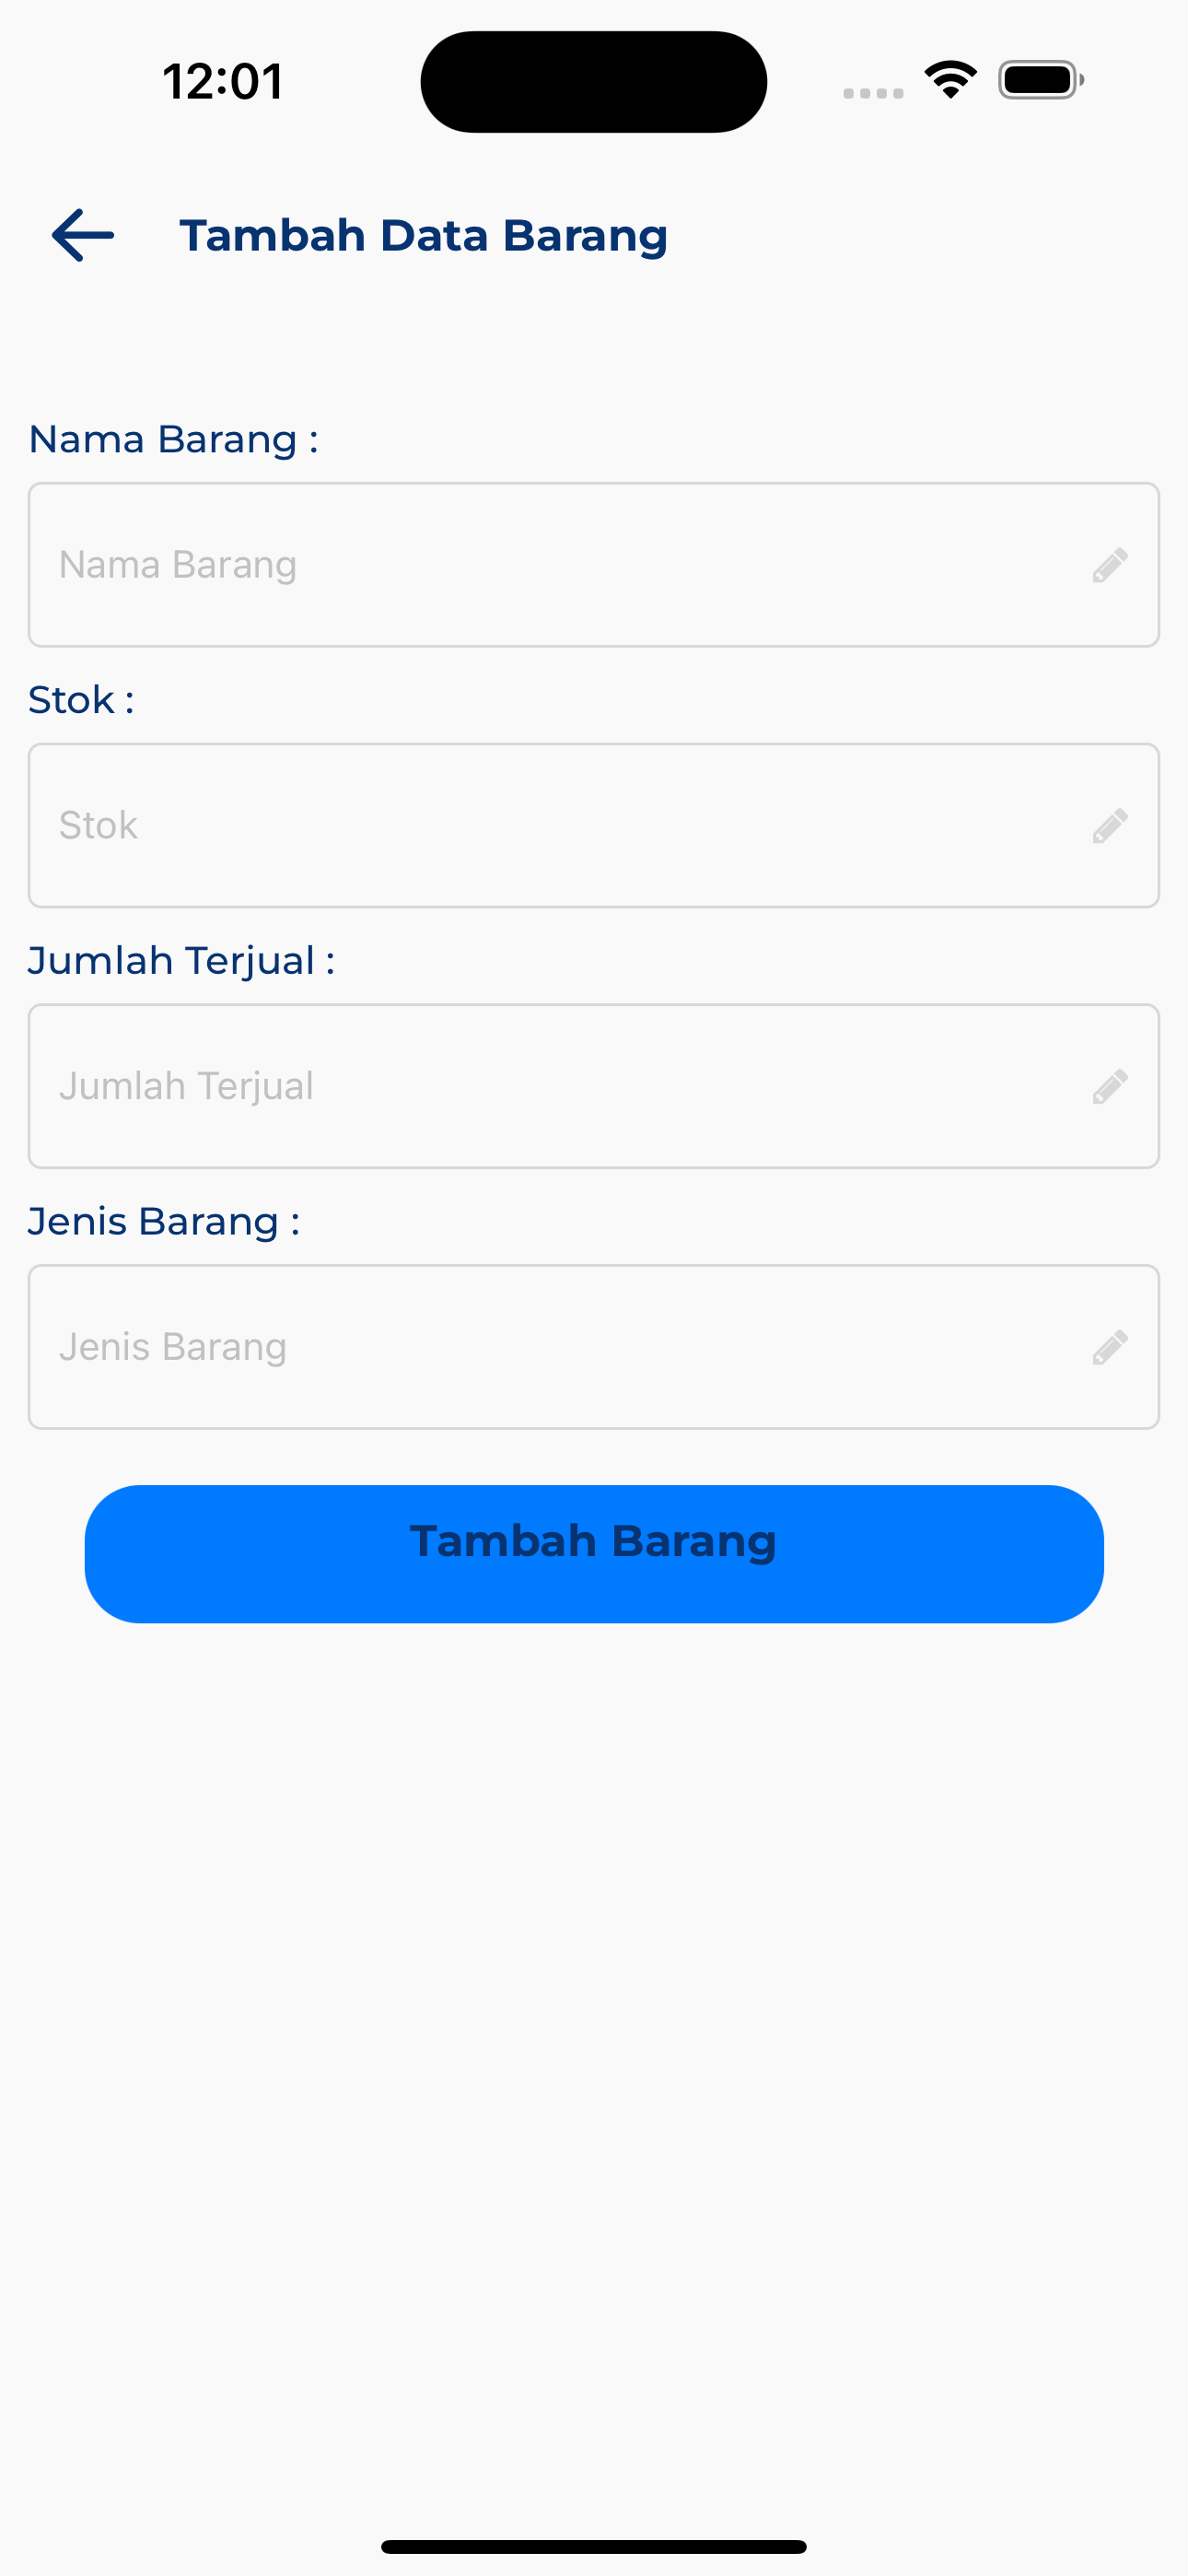 12:01
Tambah Data Barang
Nama Barang :
Nama Barang
Stok :
Stok
Jumlah Terjual :
Jumlah Terjual
Jenis Barang :
Jenis Barang
Tambah Barang